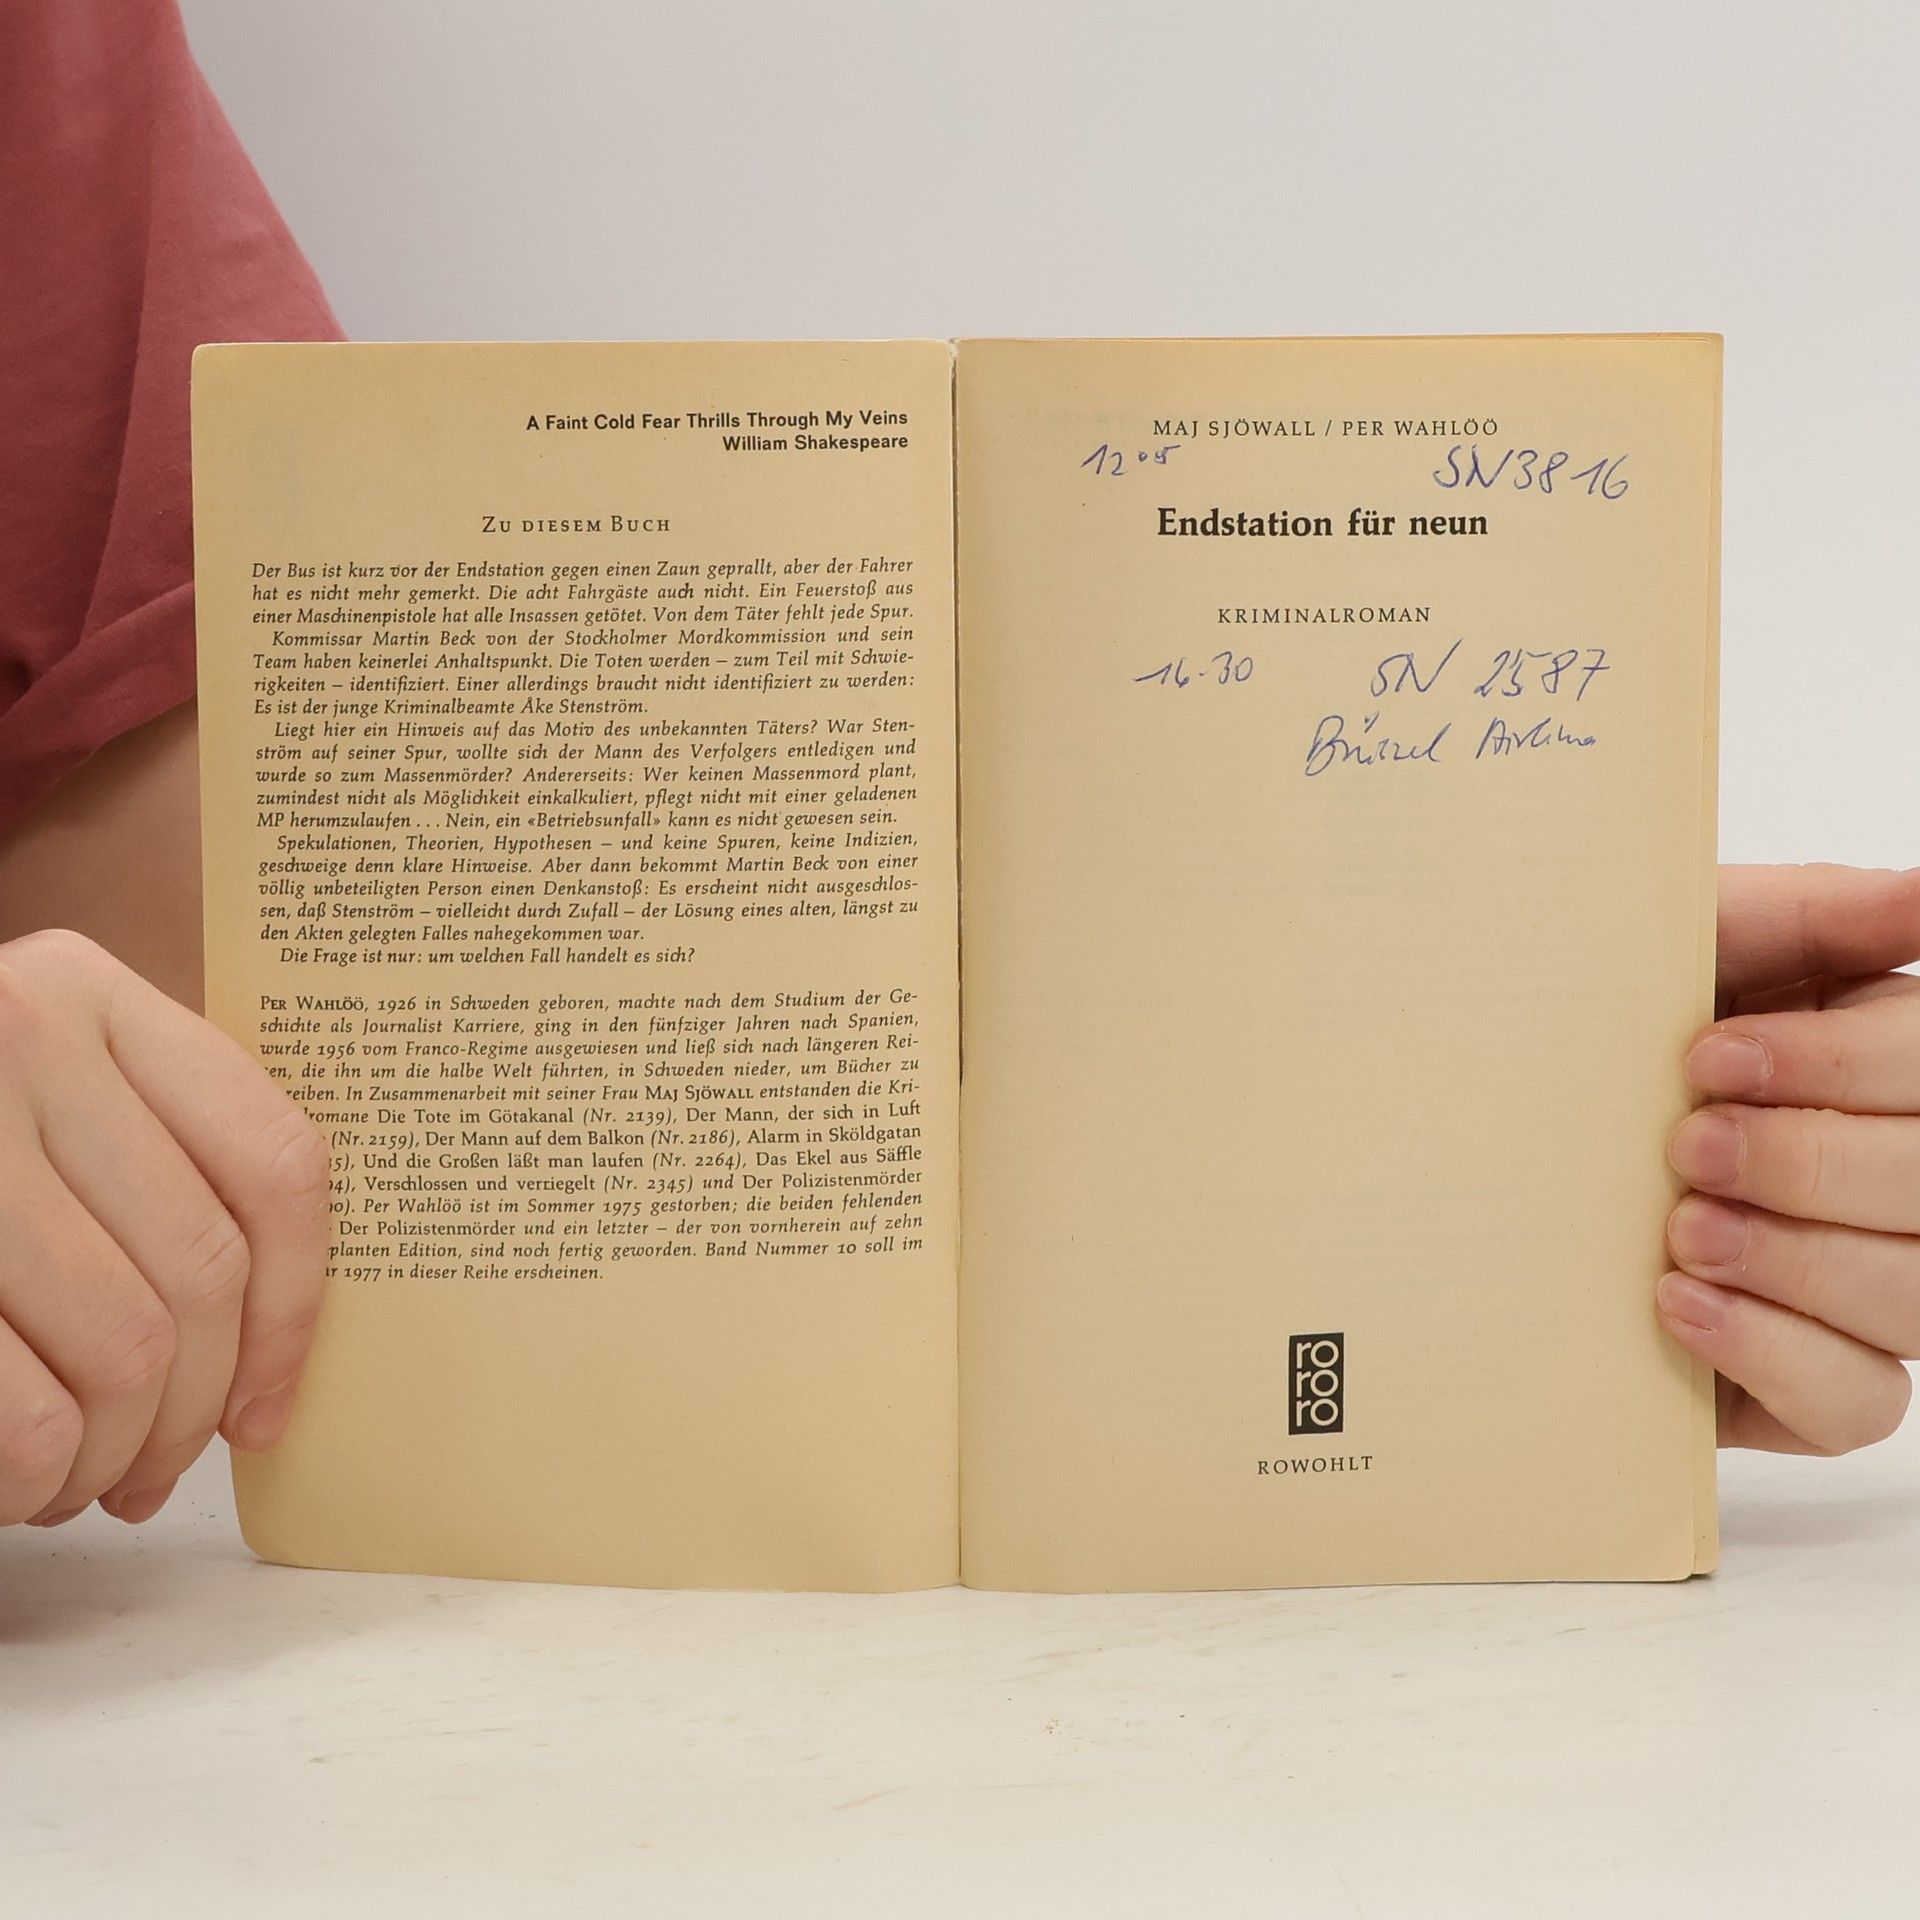 A Faint Cold Fear Thrills Through My Veins
William Shakespeare
ZU DIESEM BUCH
Der Bus ist kurz vor der Endstation gegen einen Zaun geprallt, aber der Fahrer
hat es nicht mehr gemerkt. Die acht Fahrgäste auch nicht. Ein Feuerstoß aus
einer Maschinenpistole hat alle Insassen getötet. Von dem Täter fehlt jede Spur.
Kommissar Martin Beck von der Stockholmer Mordkommission und sein
Team haben keinerlei Anhaltspunkt. Die Toten werden – zum Teil mit Schwie-
rigkeiten – identifiziert. Einer allerdings braucht nicht identifiziert zu werden:
Es ist der junge Kriminalbeamte Åke Stenström.
Liegt hier ein Hinweis auf das Motiv des unbekannten Täters? War Sten-
ström auf seiner Spur, wollte sich der Mann des Verfolgers entledigen und
wurde so zum Massenmörder? Andererseits: Wer keinen Massenmord plant,
zumindest nicht als Möglichkeit einkalkuliert, pflegt nicht mit einer geladenen
MP herumzulaufen . . . Nein, ein «Betriebsunfall» kann es nicht gewesen sein.
Spekulationen, Theorien, Hypothesen – und keine Spuren, keine Indizien,
geschweige denn klare Hinweise. Aber dann bekommt Martin Beck von einer
völlig unbeteiligten Person einen Denkanstoß: Es erscheint nicht ausgeschlos-
sen, daß Stenström – vielleicht durch Zufall – der Lösung eines alten, längst zu
den Akten gelegten Falles nahegekommen war.
Die Frage ist nur: um welchen Fall handelt es sich?
PER WAHLÖÖ, 1926 in Schweden geboren, machte nach dem Studium der Ge-
schichte als Journalist Karriere, ging in den fünfziger Jahren nach Spanien,
wurde 1956 vom Franco-Regime ausgewiesen und ließ sich nach längeren Rei-
en, die ihn um die halbe Welt führten, in Schweden nieder, um Bücher zu
reiben. In Zusammenarbeit mit seiner Frau MAJ SJÖWALL entstanden die Kri-
romane Die Tote im Götakanal (Nr. 2139), Der Mann, der sich in Luft
(Nr. 2159), Der Mann auf dem Balkon (Nr. 2186), Alarm in Sköldgatan
5), Und die Großen läßt man laufen (Nr. 2264), Das Ekel aus Säffle
4), Verschlossen und verriegelt (Nr. 2345) und Der Polizistenmörder
0). Per Wahlöö ist im Sommer 1975 gestorben; die beiden fehlenden
Der Polizistenmörder und ein letzter – der von vornherein auf zehn
planten Edition, sind noch fertig geworden. Band Nummer 10 soll im
r 1977 in dieser Reihe erscheinen.
MAJ SJÖWALL / PER WAHLÖÖ
12 05 SN3816
Endstation für neun
KRIMINALROMAN
16.30 SN 2587
Brüssel Airlines
ro
ro
ro
ROWOHLT